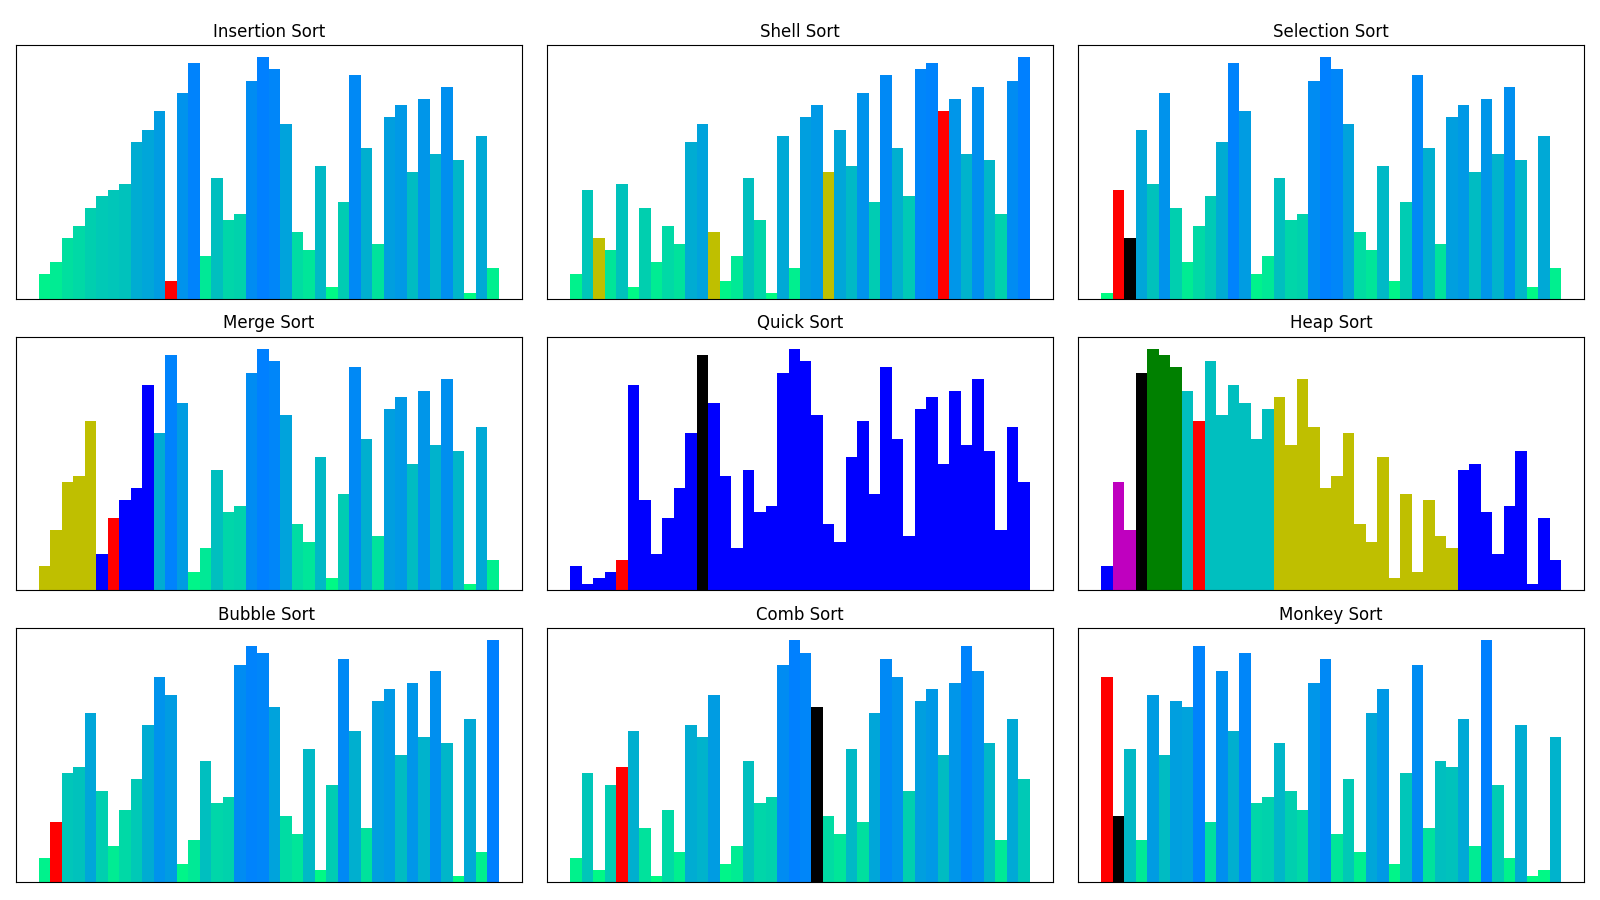 Insertion Sort
Shell Sort
Selection Sort
Merge Sort
Quick Sort
Heap Sort
Bubble Sort
Comb Sort
Monkey Sort